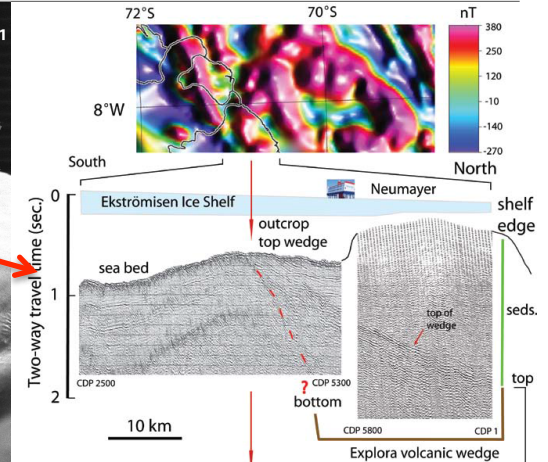 72°S
70°S
nT
1
380
250
120
-10
-140
-270
8°W
South
North
Neumayer
0
Ekströmisen Ice Shelf
shelf
edge
outcrop
top wedge
sea bed
Two-way travel time (sec.)
1
seds.
top of
wedge
top
CDP 2500
?
CDP 5300
2
bottom
10 km
CDP 5800
CDP 1
Explora volcanic wedge